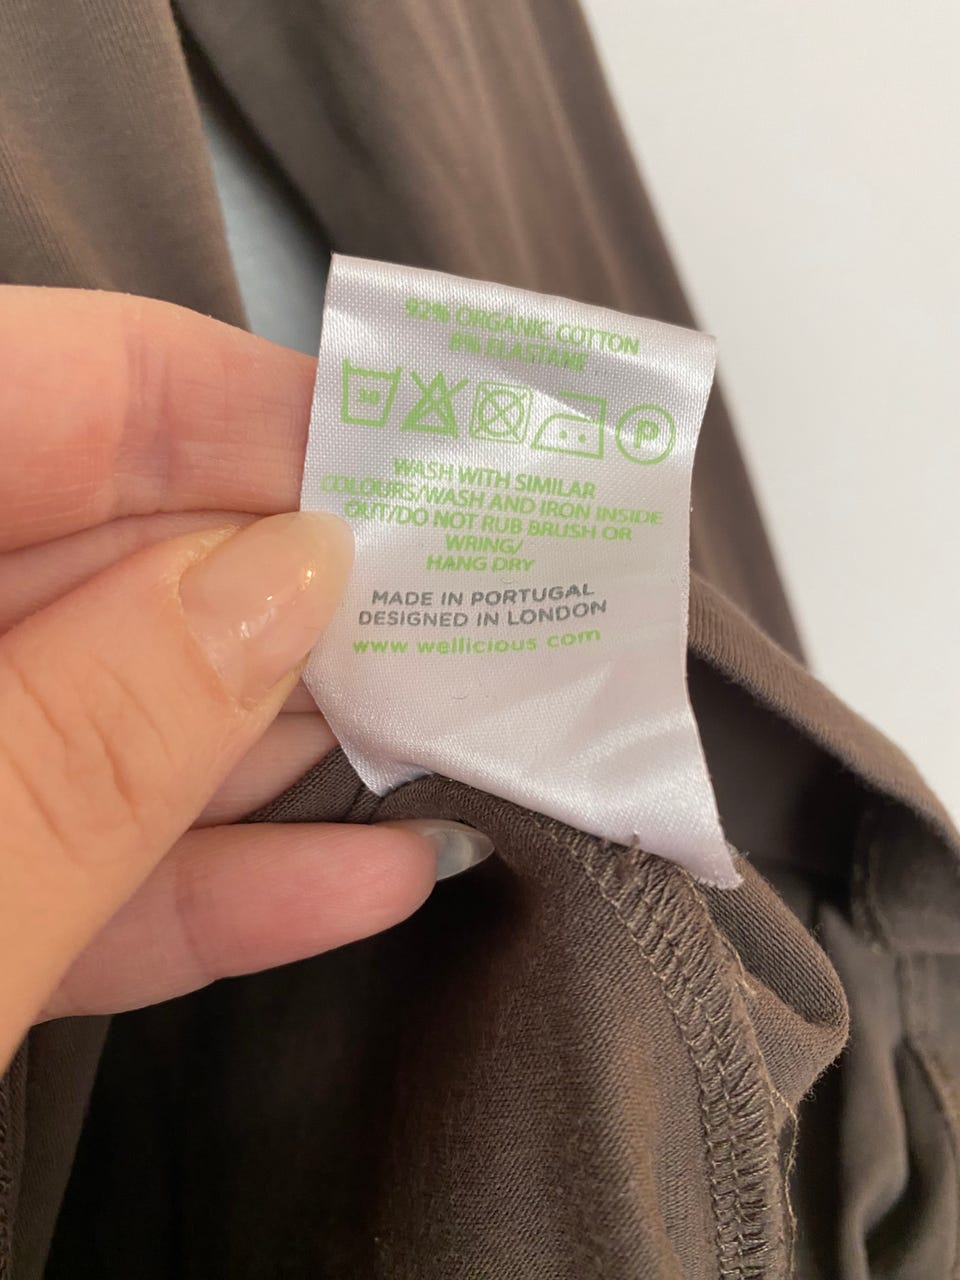 92% ORGANIC COTTON
8% ELASTANE
30
P
WASH WITH SIMILAR
COLOURS/WASH AND IRON INSIDE
OUT/DO NOT RUB BRUSH OR
WRING/
HANG DRY
MADE IN PORTUGAL
DESIGNED IN LONDON
www wellicious com